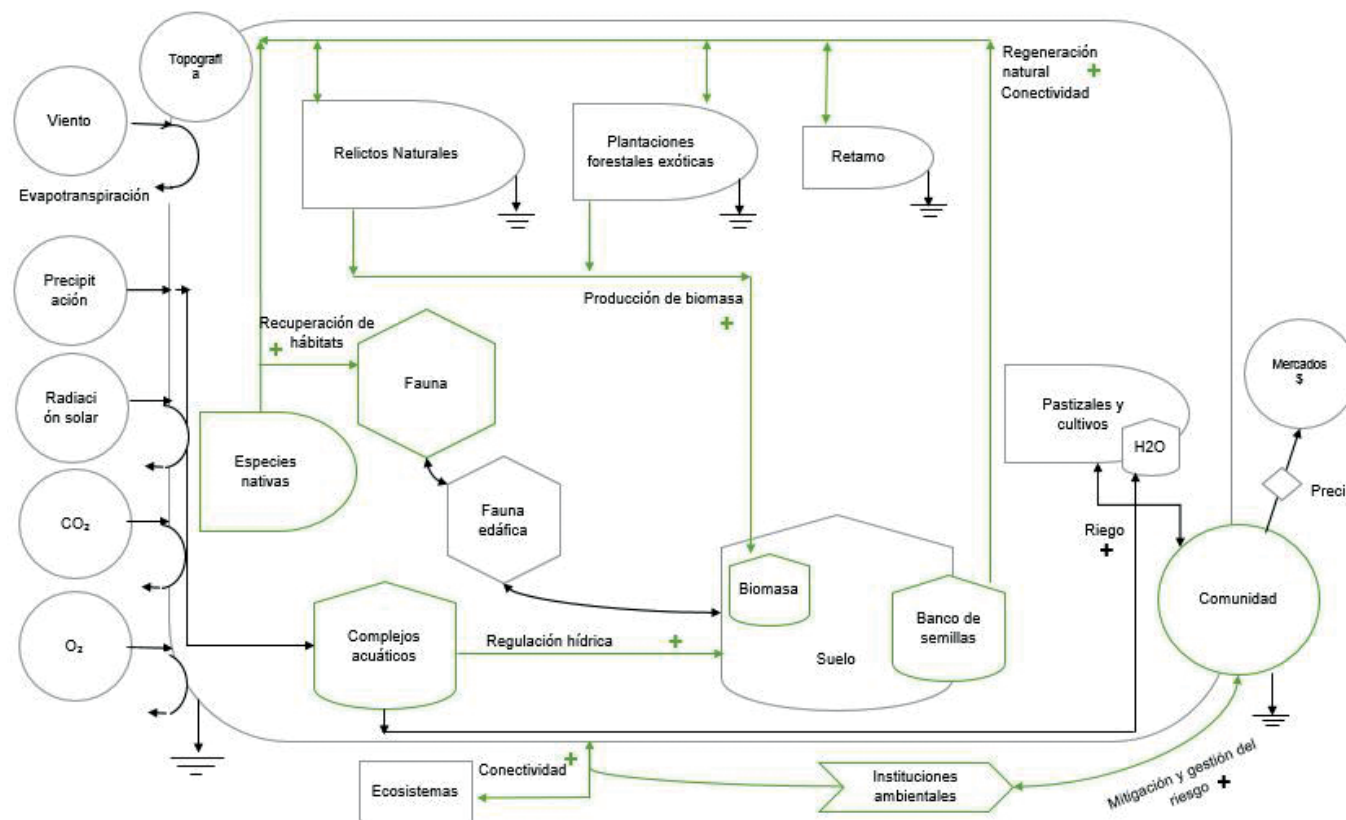 Topografí
a
Viento
Evapotranspiración
Regeneración
natural +
Conectividad
Relictos Naturales
Plantaciones
forestales exóticas
Retamo
Precipit
ación
Producción de biomasa
+
Recuperación de
+ hábitats
Fauna
Mercados
$
Radiaci
ón solar
Pastizales y
cultivos
H2O
Especies
nativas
Preci
CO₂
Fauna
edáfica
Riego
+
Biomasa
Comunidad
O₂
Complejos
acuáticos
Regulación hídrica +
Banco de
semillas
Suelo
Conectividad +
Ecosistemas
Instituciones
ambientales
Mitigación y gestión del
riesgo +